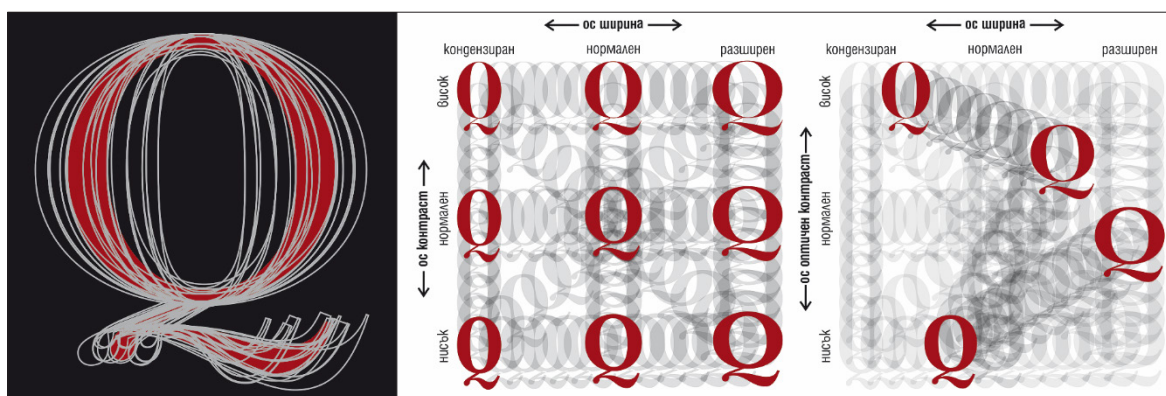 Q
ос ширина
кондензиран нормален разширен
висок
Q Q Q
ос контраст
нормален
Q Q Q
нисък
Q Q Q
ос ширина
кондензиран нормален разширен
висок
Q
Q
ос оптичен контраст
нормален
Q
нисък
Q